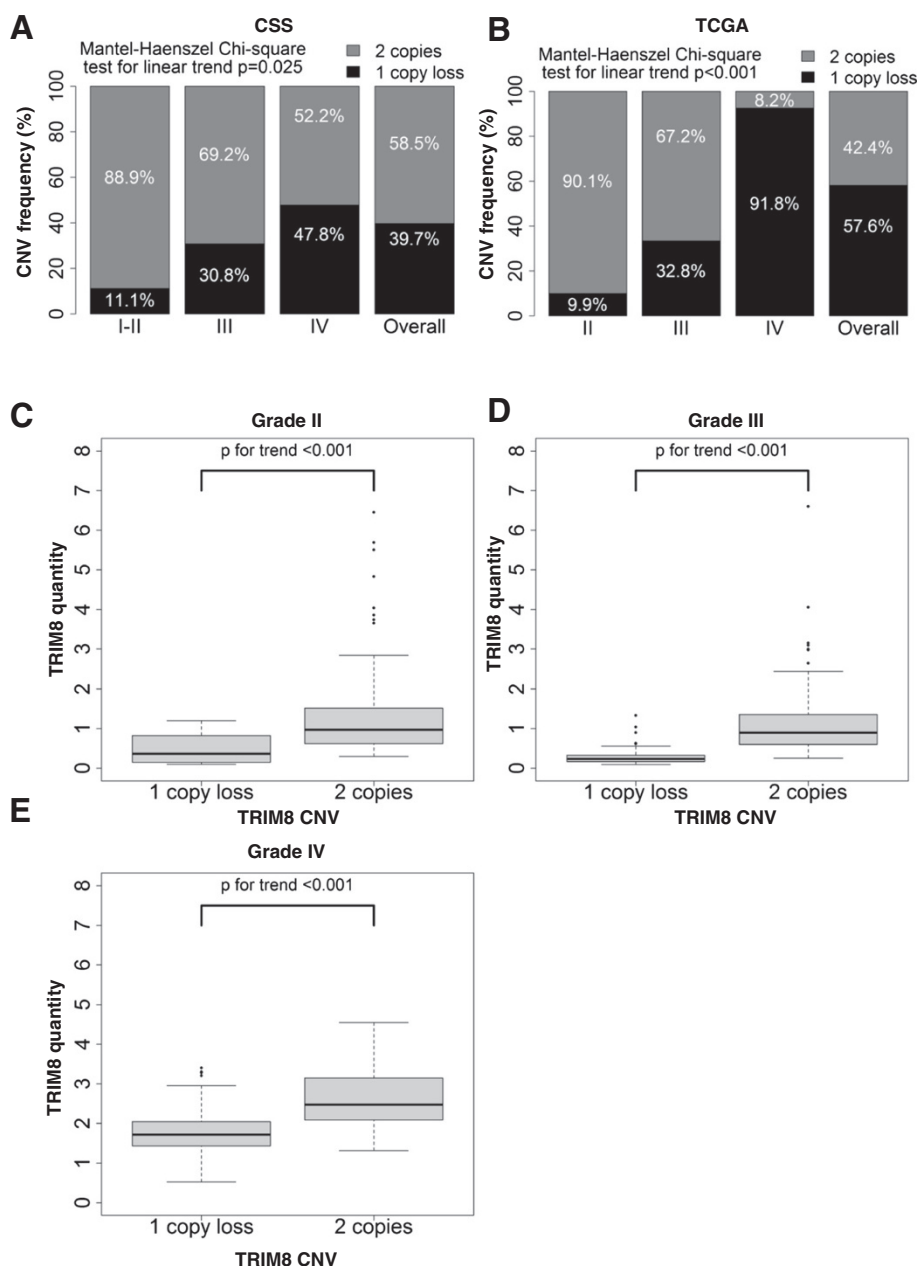 A
CSS
Mantel-Haenszel Chi-square
test for linear trend p=0.025
2 copies
1 copy loss
CNV frequency (%)
100
80
60
40
20
0
88.9%
11.1%
69.2%
30.8%
52.2%
47.8%
58.5%
39.7%
I-II
III
IV
Overall
B
TCGA
Mantel-Haenszel Chi-square
test for linear trend p<0.001
2 copies
1 copy loss
CNV frequency (%)
100
80
60
40
20
0
90.1%
9.9%
67.2%
32.8%
8.2%
91.8%
42.4%
57.6%
II
III
IV
Overall
C
Grade II
p for trend <0.001
TRIM8 quantity
8
7
6
5
4
3
2
1
0
1 copy loss
2 copies
TRIM8 CNV
D
Grade III
p for trend <0.001
TRIM8 quantity
8
7
6
5
4
3
2
1
0
1 copy loss
2 copies
TRIM8 CNV
E
Grade IV
p for trend <0.001
TRIM8 quantity
8
7
6
5
4
3
2
1
0
1 copy loss
2 copies
TRIM8 CNV